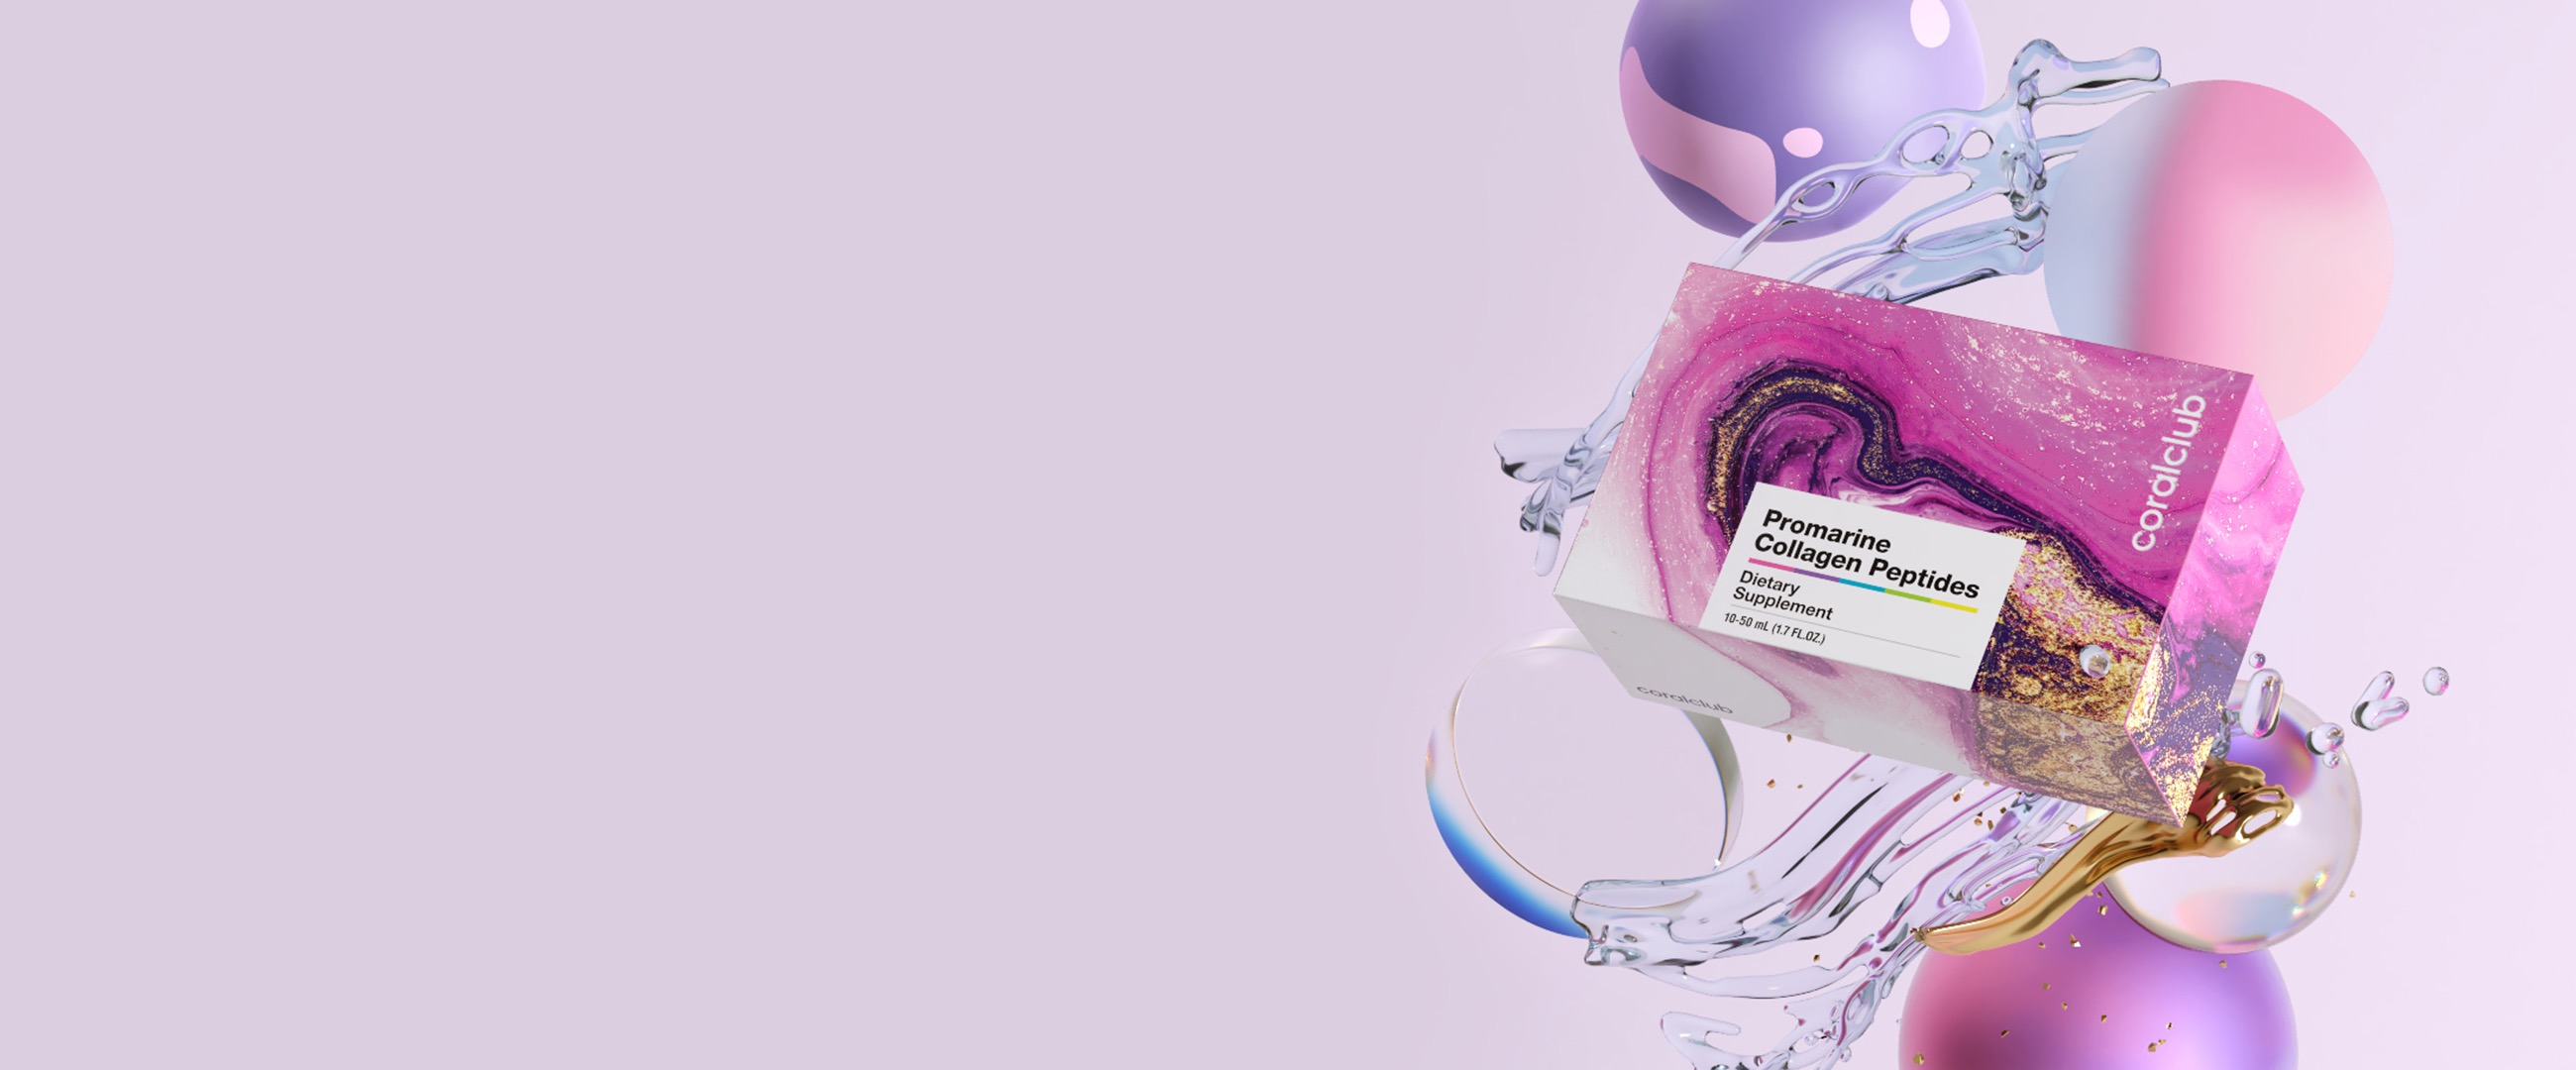 coralclub
Promarine
Collagen Peptides
Dietary
Supplement
10-50 mL (1.7 FL.OZ.)
coralclub